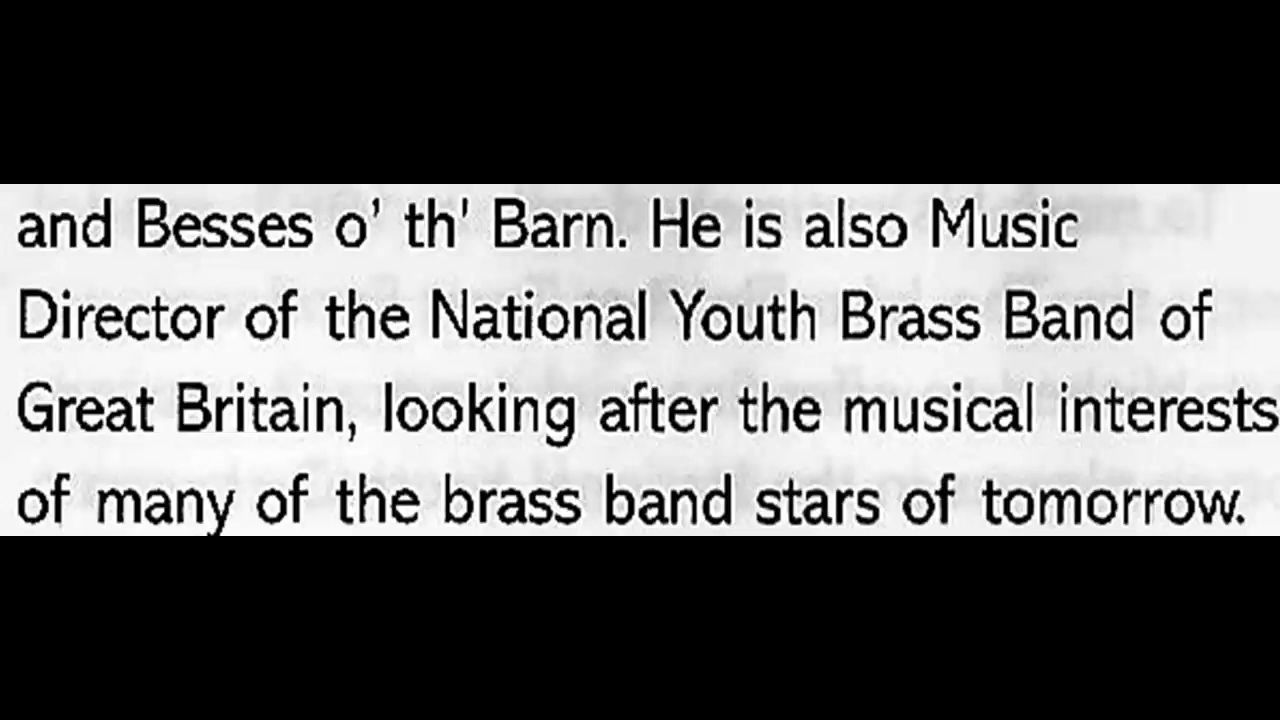 and Besses o' th' Barn. He is also Music
Director of the National Youth Brass Band of
Great Britain, looking after the musical interests
of many of the brass band stars of tomorrow.